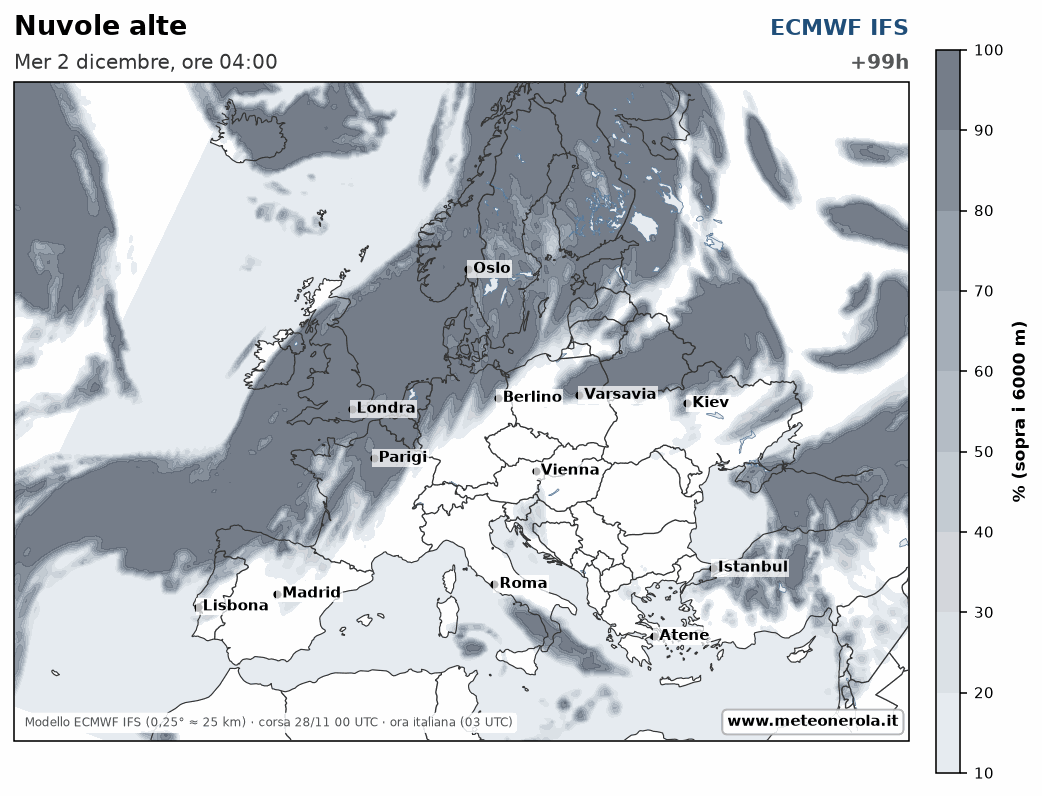 Nuvole alte
ECMWF IFS
Mer 2 dicembre, ore 04:00
+99h
100
90
80
70
60
50
40
30
20
10
% (sopra i 6000 m)
Oslo
Londra
Berlino
Varsavia
Kiev
Parigi
Vienna
Istanbul
Madrid
Roma
Lisbona
Atene
Modello ECMWF IFS (0,25° ≈ 25 km) · corsa 28/11 00 UTC · ora italiana (03 UTC)
www.meteonerola.it